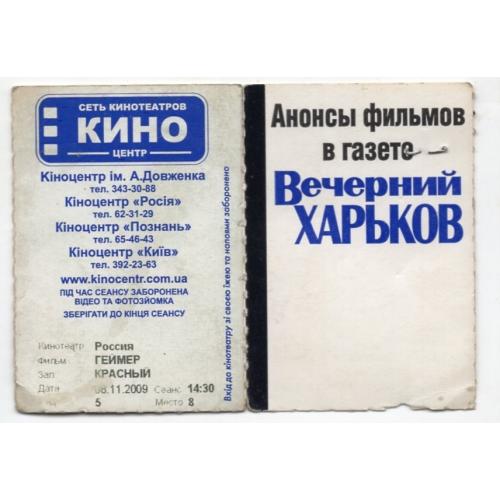 СЕТЬ КИНОТЕАТРОВ
КИНО
ЦЕНТР
Кіноцентр ім. А.Довженка
тел. 343-30-88
Кіноцентр «Росія»
тел. 62-31-29
Кіноцентр «Познань»
тел. 65-46-43
Кіноцентр «Київ»
тел. 392-23-63
www.kinocentr.com.ua
ПІД ЧАС СЕАНСУ ЗАБОРОНЕНА
ВІДЕО ТА ФОТОЗЙОМКА
ЗБЕРІГАТИ ДО КІНЦЯ СЕАНСУ
Кинотеатр Россия
Фильм ГЕЙМЕР
Зал КРАСНЫЙ
Дата 08.11.2009 Сеанс 14:30
5 Место 8
Вхід до кінотеатру зі своєю їжею та напоями заборонено
Анонсы фильмов
в газете
Вечерний
ХАРЬКОВ